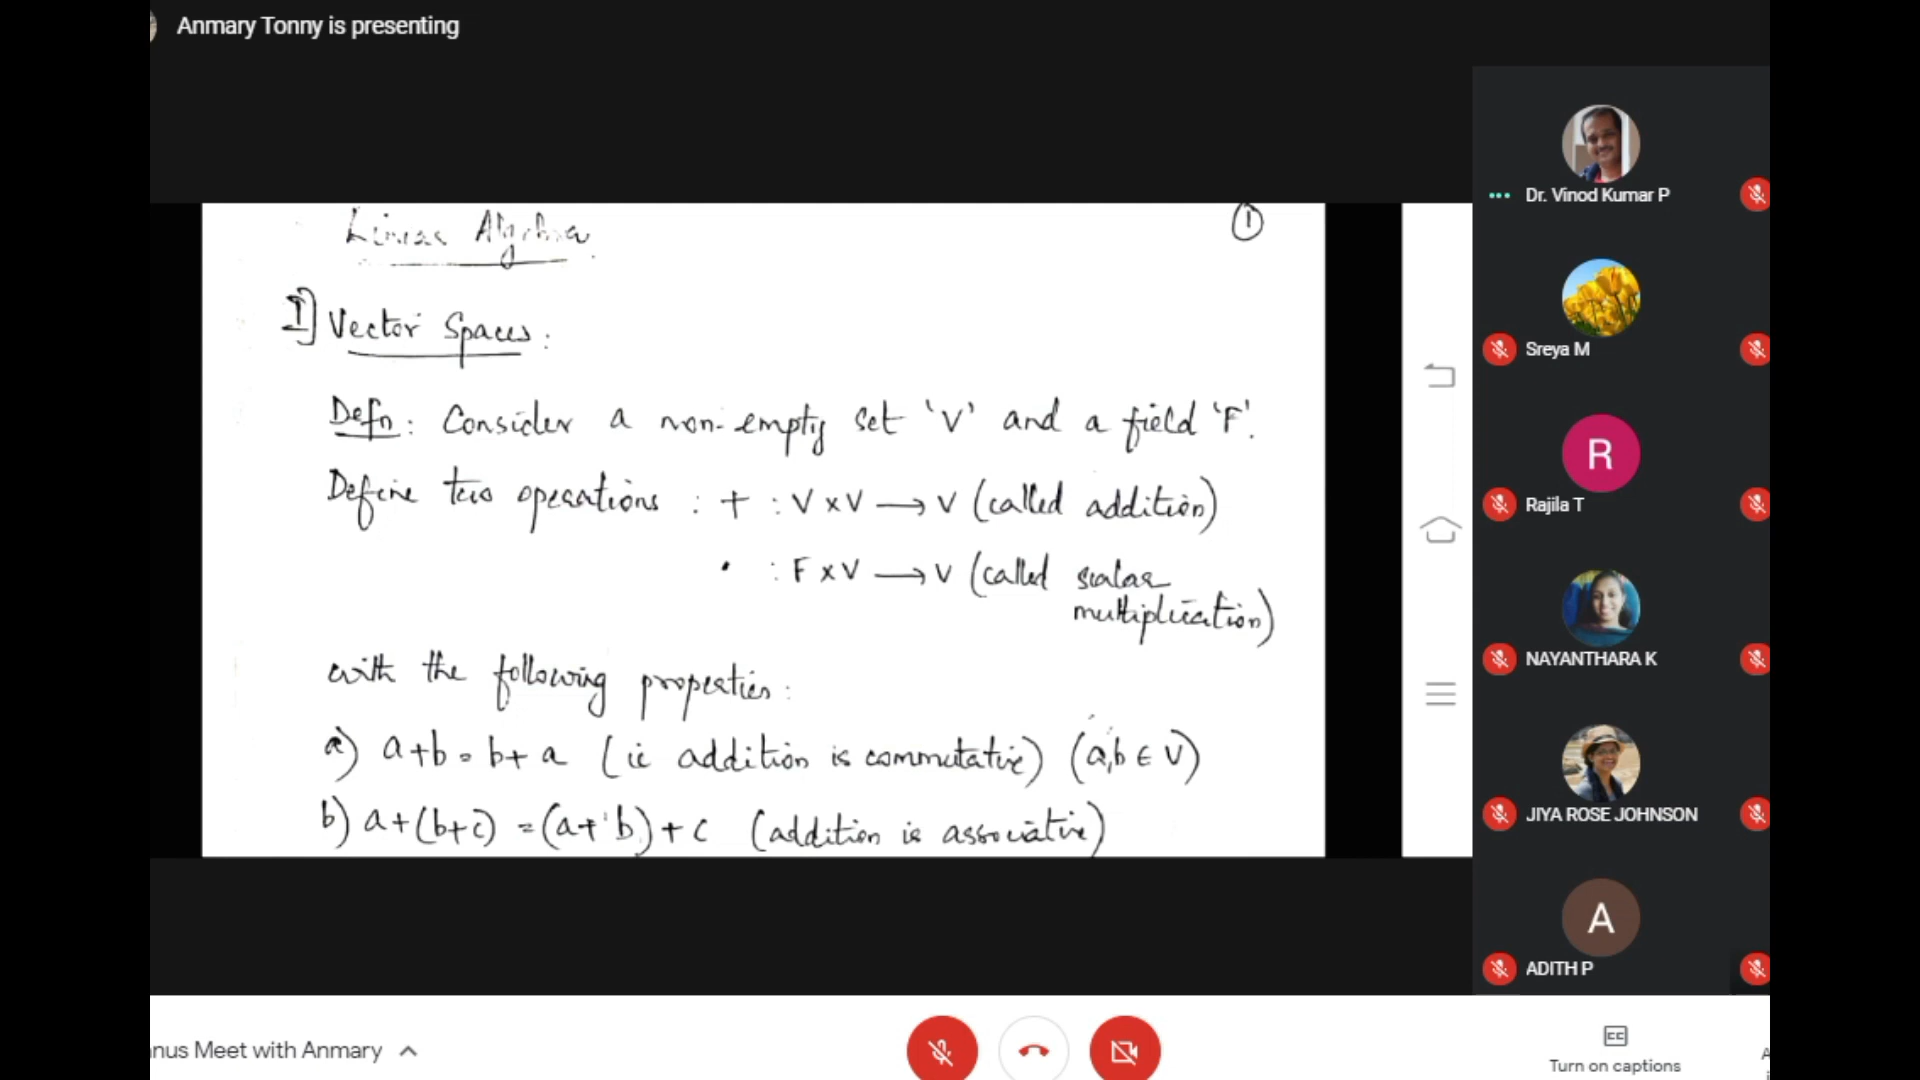 Anmary Tonny is presenting
Linear Algebra
1
I] Vector Spaces:
Defn: Consider a non-empty set 'V' and a field 'F'.
Define two operations : + : V x V → V (called addition)
• : F x V → V (called scalar
multiplication)
with the following properties:
a) a+b = b+a (ie addition is commutative) (a,b ∈ V)
b) a+(b+c) = (a+b)+c (addition is associative)
Dr. Vinod Kumar P
Sreya M
R
Rajila T
NAYANTHARA K
JIYA ROSE JOHNSON
A
ADITH P
nus Meet with Anmary
CC
Turn on captions